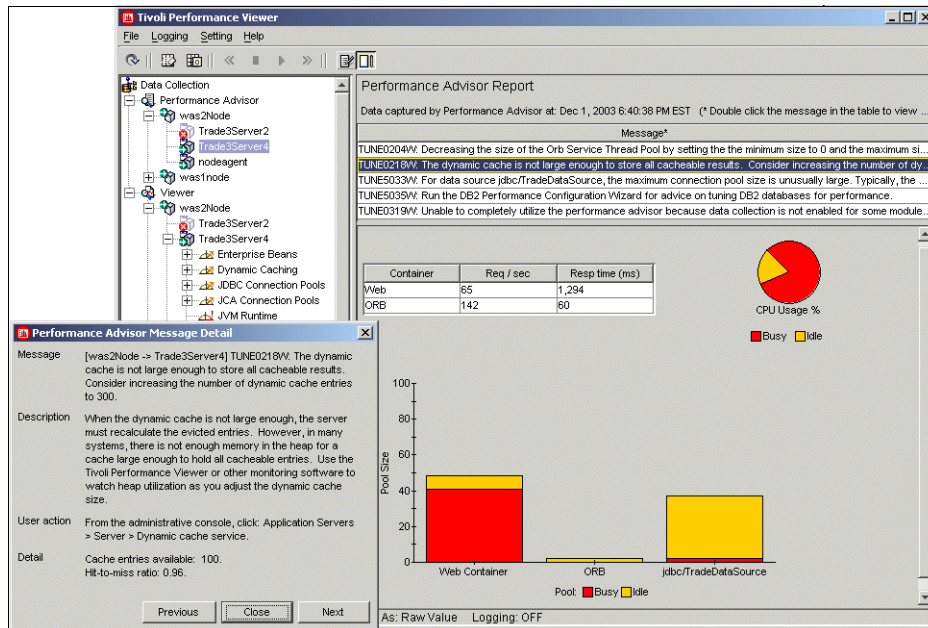 Tivoli Performance Viewer
File Logging Setting Help
Data Collection
Performance Advisor
was2Node
Trade3Server2
Trade3Server4
nodeagent
was1node
Viewer
was2Node
Trade3Server2
Trade3Server4
Enterprise Beans
Dynamic Caching
JDBC Connection Pools
JCA Connection Pools
JVM Runtime
Performance Advisor Report
Data captured by Performance Advisor at: Dec 1, 2003 6:40:38 PM EST (* Double click the message in the table to view ...
Message*
TUNE0204W: Decreasing the size of the Orb Service Thread Pool by setting the the minimum size to 0 and the maximum si...
TUNE0218W: The dynamic cache is not large enough to store all cacheable results. Consider increasing the number of dy...
TUNE5033W: For data source jdbc/TradeDataSource, the maximum connection pool size is unusually large. Typically, the ...
TUNE5035W: Run the DB2 Performance Configuration Wizard for advice on tuning DB2 databases for performance.
TUNE0319W: Unable to completely utilize the performance advisor because data collection is not enabled for some module...
Container Req / sec Resp time (ms)
Web 65 1,294
ORB 142 60
CPU Usage %
Busy Idle
100
80
60
40
20
0
Pool Size
Web Container ORB jdbc/TradeDataSource
Pool: Busy Idle
As: Raw Value Logging: OFF
Performance Advisor Message Detail
Message [was2Node -> Trade3Server4] TUNE0218W: The dynamic
cache is not large enough to store all cacheable results.
Consider increasing the number of dynamic cache entries
to 300.
Description When the dynamic cache is not large enough, the server
must recalculate the evicted entries. However, in many
systems, there is not enough memory in the heap for a
cache large enough to hold all cacheable entries. Use the
Tivoli Performance Viewer or other monitoring software to
watch heap utilization as you adjust the dynamic cache
size.
User action From the administrative console, click: Application Servers
> Server > Dynamic cache service.
Detail Cache entries available: 100.
Hit-to-miss ratio: 0.96.
Previous Close Next